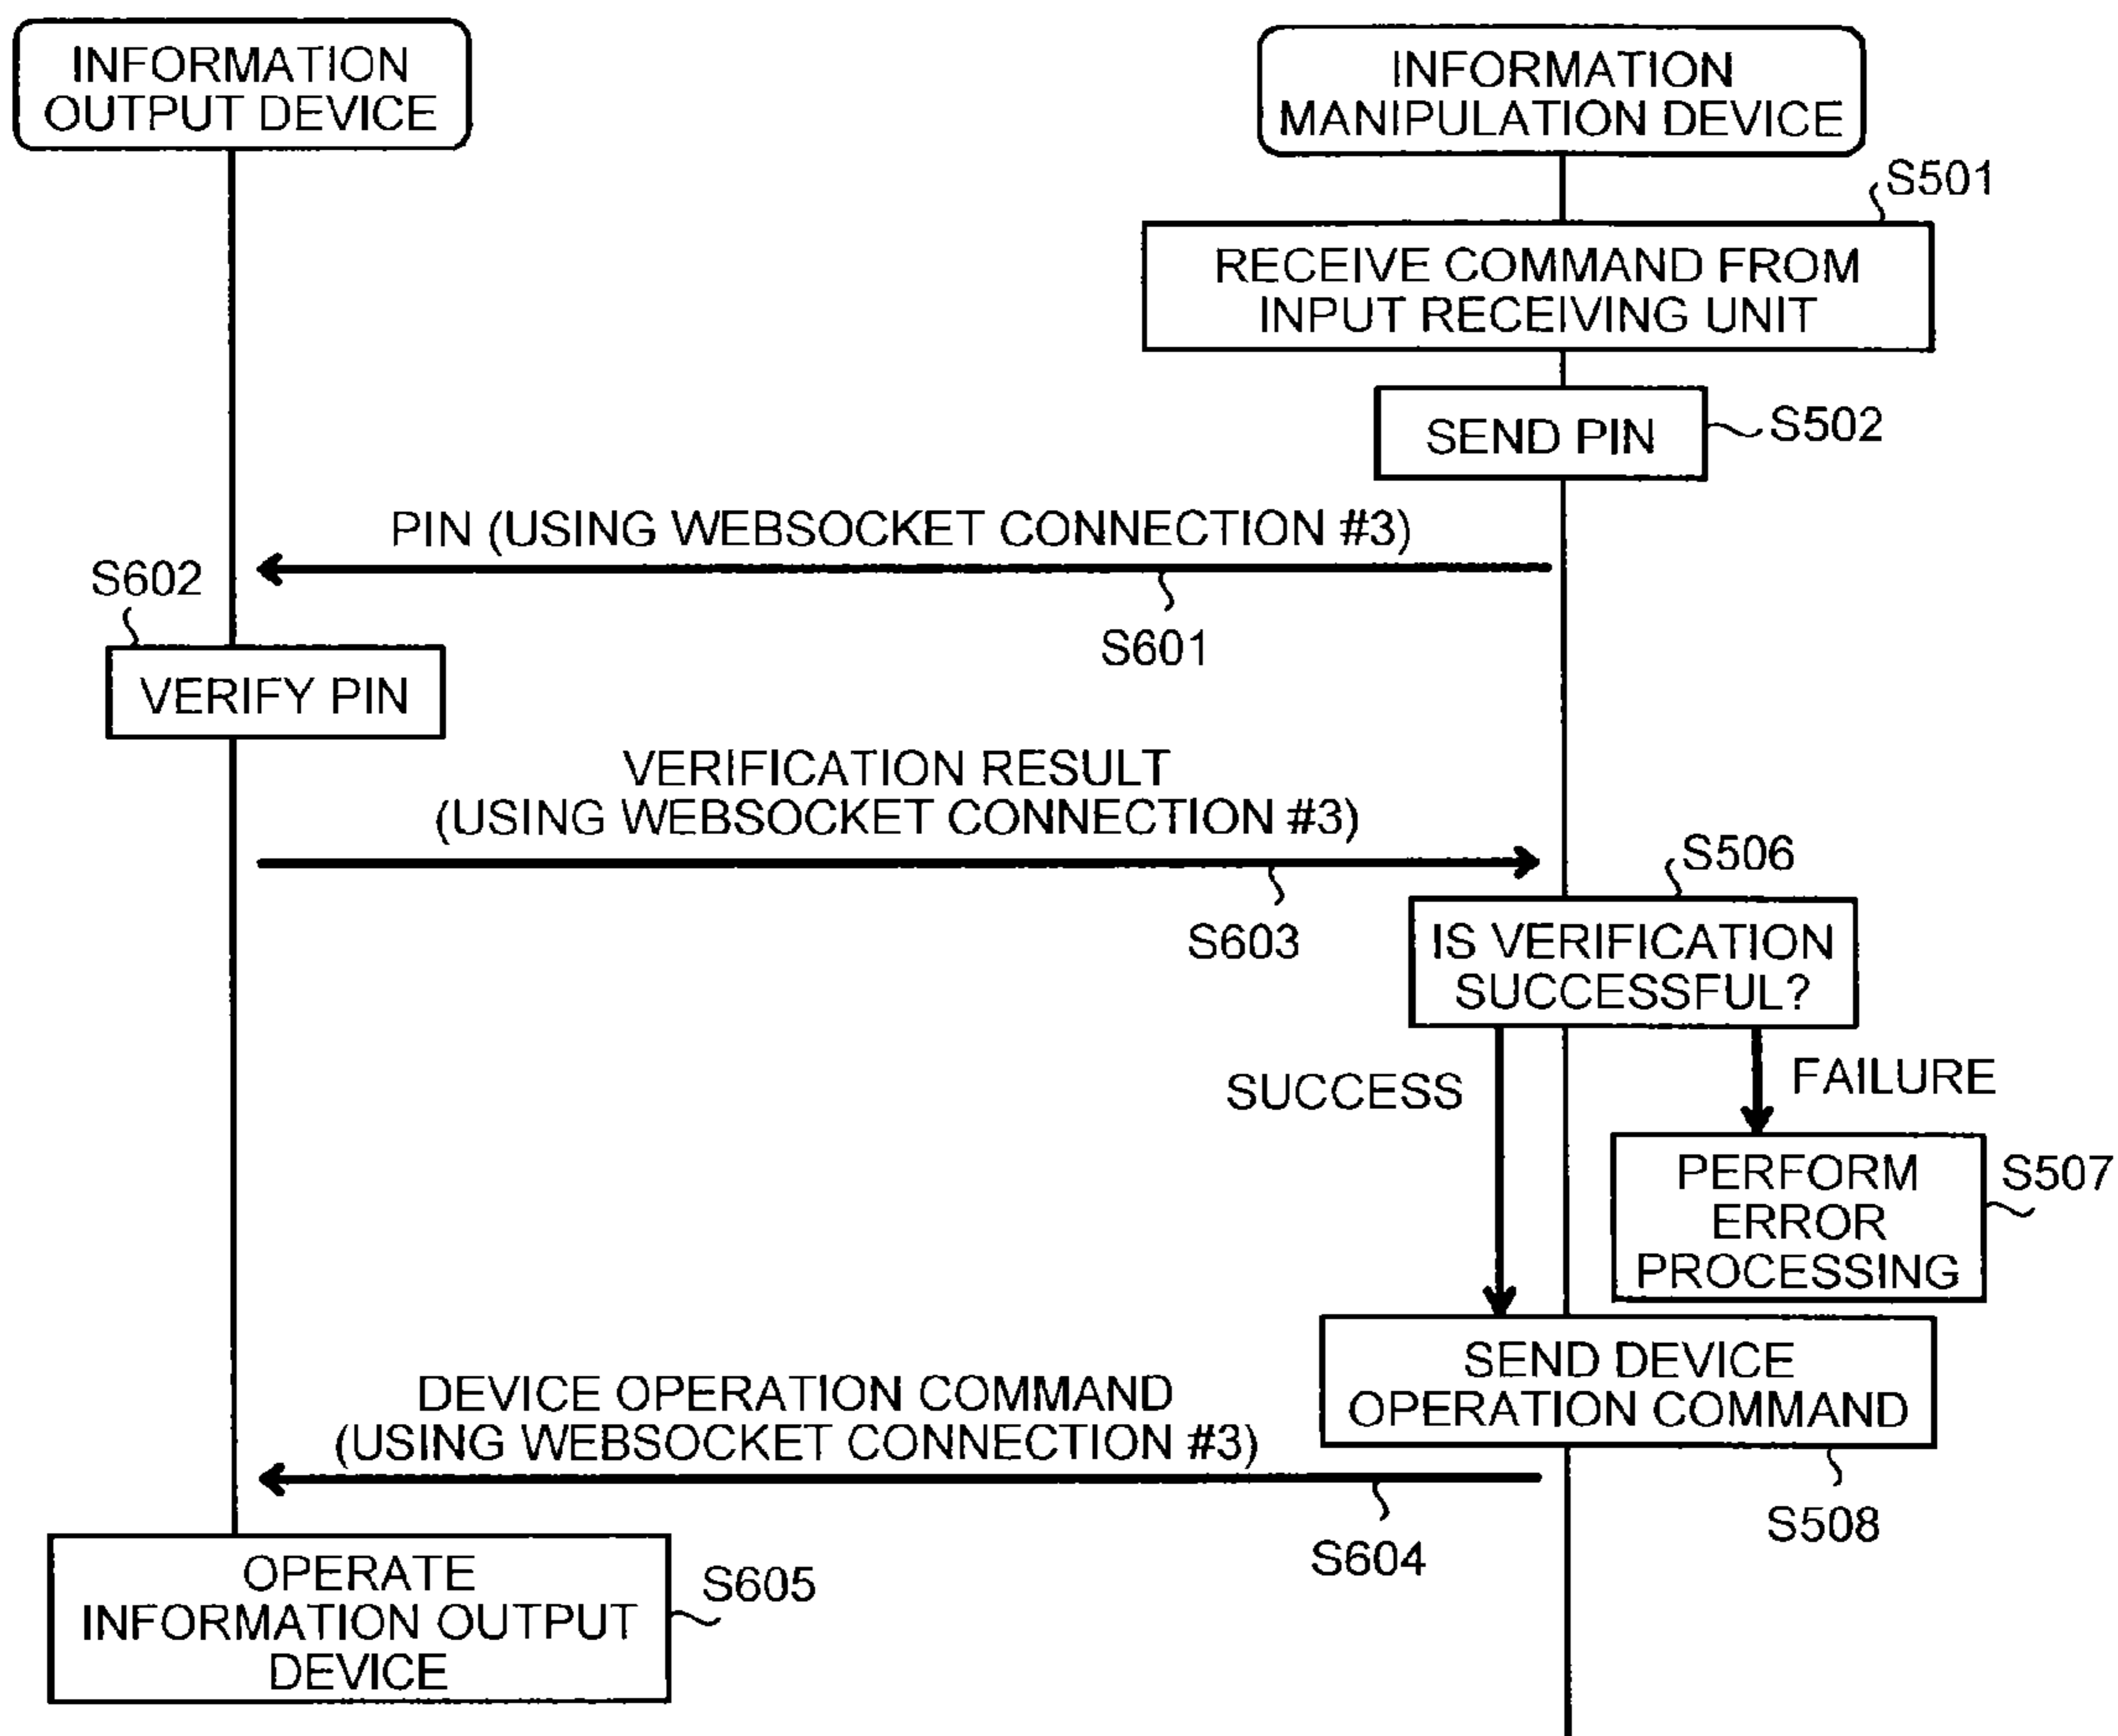 INFORMATION
OUTPUT DEVICE
INFORMATION
MANIPULATION DEVICE
S501
RECEIVE COMMAND FROM
INPUT RECEIVING UNIT
SEND PIN
S502
PIN (USING WEBSOCKET CONNECTION #3)
S601
S602
VERIFY PIN
VERIFICATION RESULT
(USING WEBSOCKET CONNECTION #3)
S603
S506
IS VERIFICATION
SUCCESSFUL?
SUCCESS
FAILURE
PERFORM
ERROR
PROCESSING
S507
SEND DEVICE
OPERATION COMMAND
S508
DEVICE OPERATION COMMAND
(USING WEBSOCKET CONNECTION #3)
S604
OPERATE
INFORMATION OUTPUT
DEVICE
S605